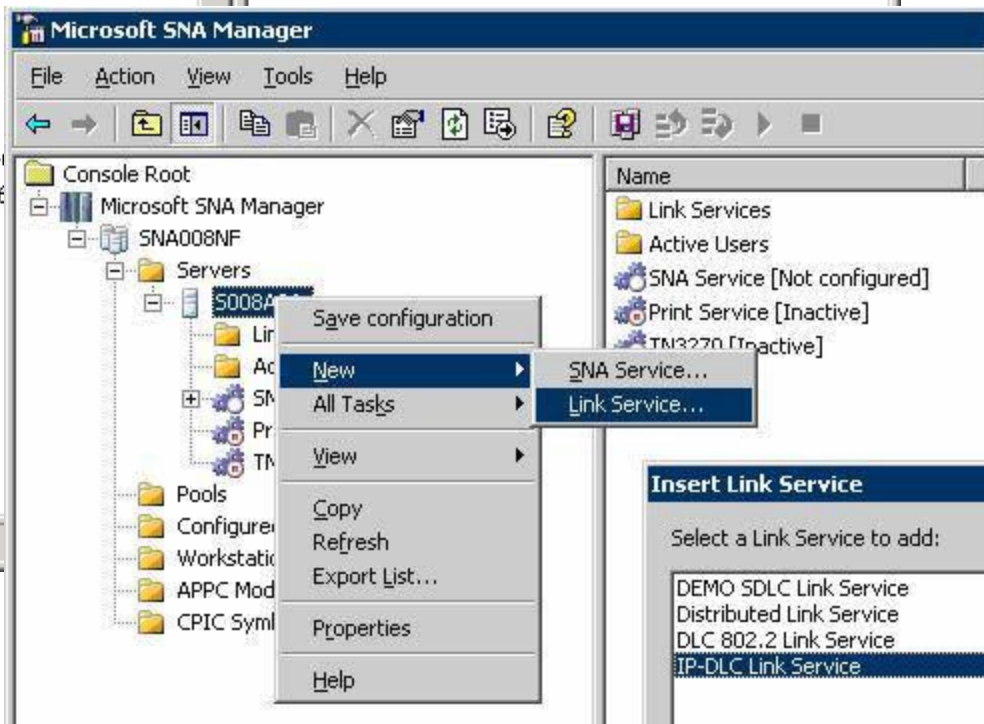 Microsoft SNA Manager
File Action View Tools Help
Console Root
Microsoft SNA Manager
SNA008NF
Servers
Pools
Name
Link Services
Active Users
SNA Service [Not configured]
Print Service [Inactive]
TN3270 [Inactive]
Save configuration
New
All Tasks
View
Copy
Refresh
Export List...
Properties
Help
SNA Service...
Link Service...
Insert Link Service
Select a Link Service to add:
DEMO SDLC Link Service
Distributed Link Service
DLC 802.2 Link Service
IP-DLC Link Service